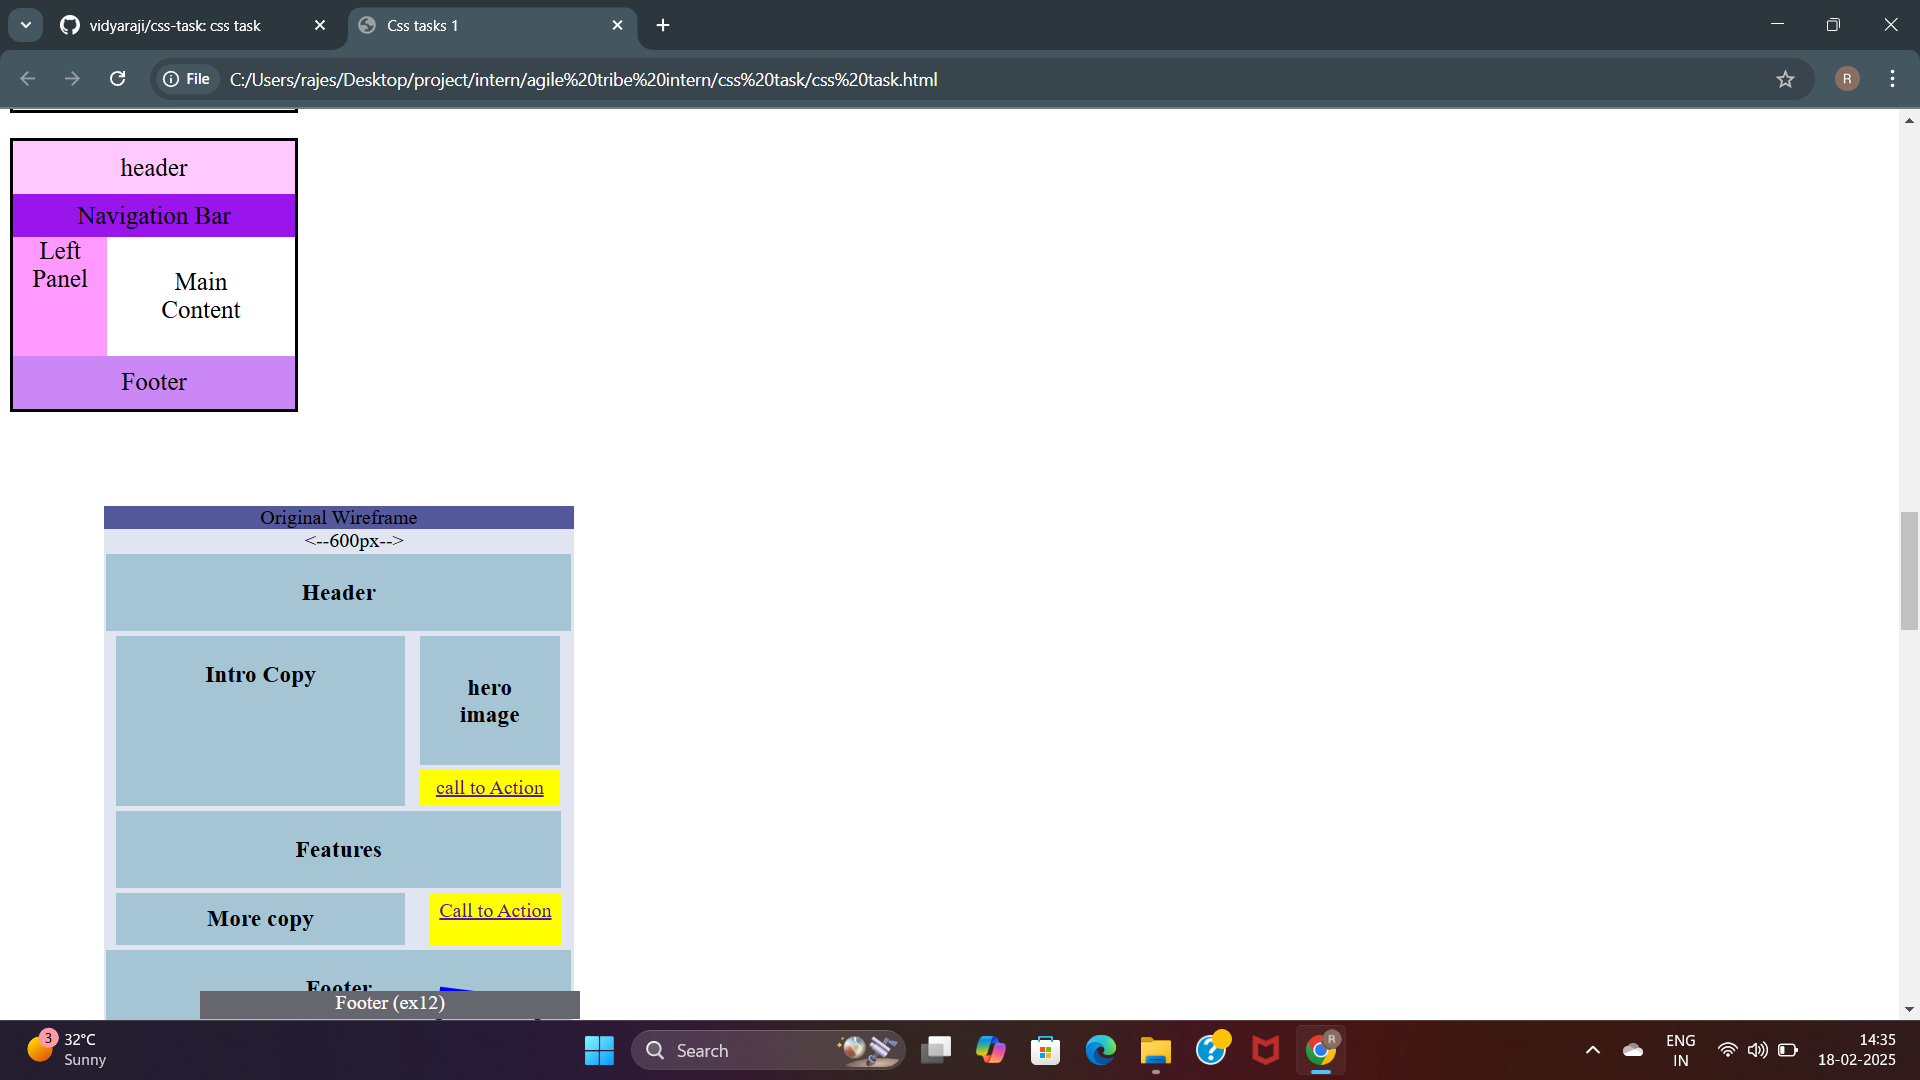 vidyaraji/css-task: css task
Css tasks 1
File
C:/Users/rajes/Desktop/project/intern/agile%20tribe%20intern/css%20task/css%20task.html
R
header
Navigation Bar
Left
Panel
Main
Content
Footer
Original Wireframe
<--600px-->
Header
Intro Copy
hero
image
call to Action
Features
More copy
Call to Action
Footer
Footer (ex12)
3
32°C
Sunny
Search
R
ENG
IN
14:35
18-02-2025